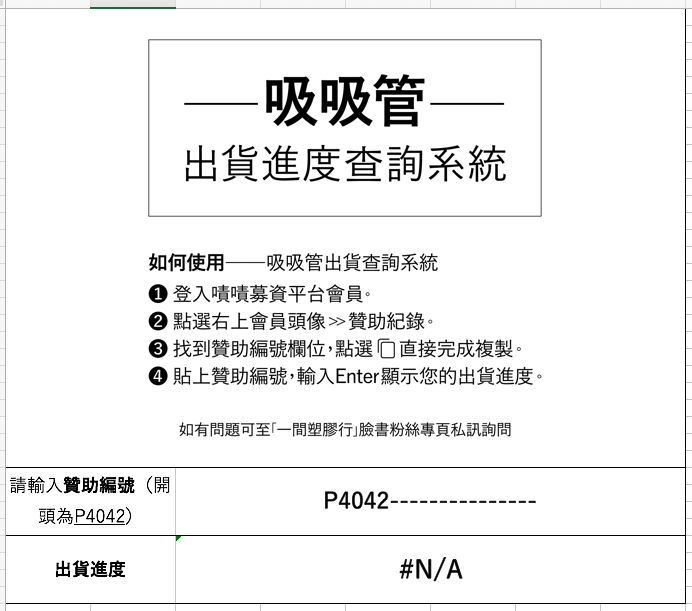 吸吸管
出貨進度查詢系統
如何使用——吸吸管出貨查詢系統
❶ 登入嘖嘖募資平台會員。
❷ 點選右上會員頭像>>贊助紀錄。
❸ 找到贊助編號欄位，點選 直接完成複製。
❹ 貼上贊助編號，輸入Enter顯示您的出貨進度。
如有問題可至「一間塑膠行」臉書粉絲專頁私訊詢問
請輸入贊助編號（開
頭為P4042）
P4042---------------
出貨進度
#N/A